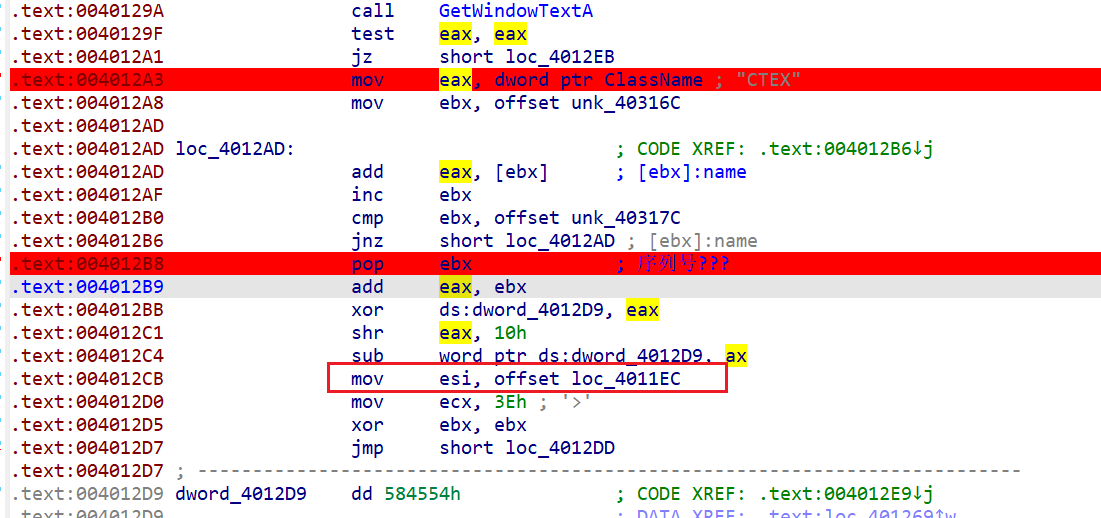 .text:0040129A call GetWindowTextA
.text:0040129F test eax, eax
.text:004012A1 jz short loc_4012EB
.text:004012A3 mov eax, dword ptr ClassName ; "CTEX"
.text:004012A8 mov ebx, offset unk_40316C
.text:004012AD
.text:004012AD loc_4012AD: ; CODE XREF: .text:004012B6↓j
.text:004012AD add eax, [ebx] ; [ebx]:name
.text:004012AF inc ebx
.text:004012B0 cmp ebx, offset unk_40317C
.text:004012B6 jnz short loc_4012AD ; [ebx]:name
.text:004012B8 pop ebx ; 序列号???
.text:004012B9 add eax, ebx
.text:004012BB xor ds:dword_4012D9, eax
.text:004012C1 shr eax, 10h
.text:004012C4 sub word ptr ds:dword_4012D9, ax
.text:004012CB mov esi, offset loc_4011EC
.text:004012D0 mov ecx, 3Eh ; '>'
.text:004012D5 xor ebx, ebx
.text:004012D7 jmp short loc_4012DD
.text:004012D7 ; ---------------------------------------------------------------------------
.text:004012D9 dword_4012D9 dd 584554h ; CODE XREF: .text:004012E9↓j
.text:004012D9 ; DATA XREF: .text:loc_401269↑w